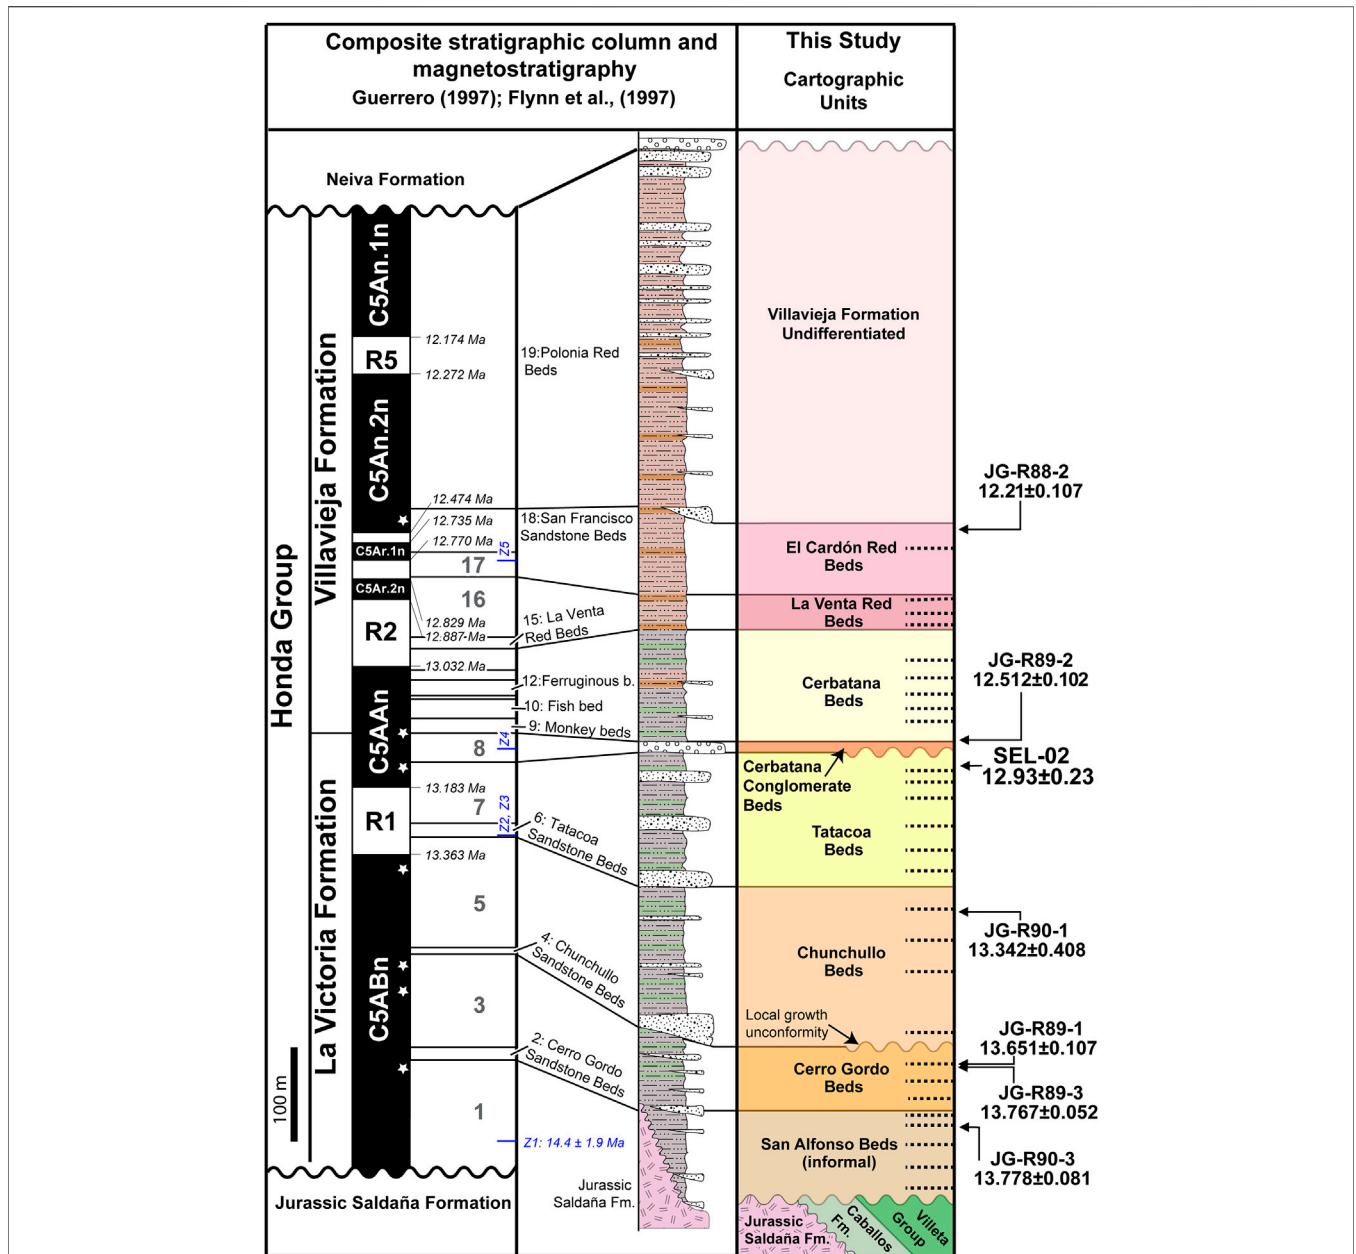 Composite stratigraphic column and
magnetostratigraphy
Guerrero (1997); Flynn et al., (1997)
This Study
Cartographic
Units
Neiva Formation
Honda Group
Villavieja Formation
La Victoria Formation
C5An.1n
R5
C5An.2n
C5Ar.1n
C5Ar.2n
R2
C5AAn
R1
C5ABn
12.174 Ma
12.272 Ma
12.474 Ma
12.735 Ma
12.770 Ma
12.829 Ma
12.887 Ma
13.032 Ma
13.183 Ma
13.363 Ma
Z5
17
16
Z4
8
7
Z2, Z3
5
3
1
Z1: 14.4 ± 1.9 Ma
19:Polonia Red
Beds
18:San Francisco
Sandstone Beds
15: La Venta
Red Beds
12:Ferruginous b.
10: Fish bed
9: Monkey beds
6: Tatacoa
Sandstone Beds
4: Chunchullo
Sandstone Beds
2: Cerro Gordo
Sandstone Beds
100 m
Jurassic
Saldaña Fm.
Jurassic Saldaña Formation
Villavieja Formation
Undifferentiated
El Cardón Red
Beds
La Venta Red
Beds
Cerbatana
Beds
Cerbatana
Conglomerate
Beds
Tatacoa
Beds
Chunchullo
Beds
Local growth
unconformity
Cerro Gordo
Beds
San Alfonso Beds
(informal)
Jurassic
Saldaña Fm.
Caballos
Fm.
Villeta
Group
JG-R88-2
12.21±0.107
JG-R89-2
12.512±0.102
SEL-02
12.93±0.23
JG-R90-1
13.342±0.408
JG-R89-1
13.651±0.107
JG-R89-3
13.767±0.052
JG-R90-3
13.778±0.081